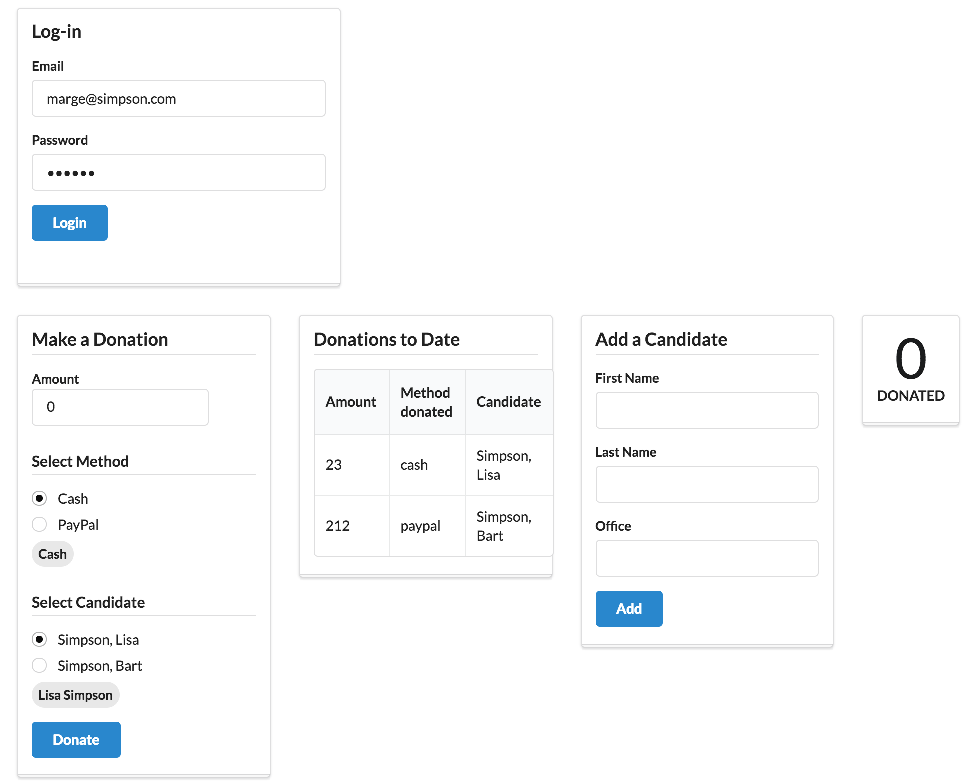 Log-in
Email
marge@simpson.com
Password
••••••
Login
Make a Donation
Amount
0
Select Method
Cash
PayPal
Cash
Select Candidate
Simpson, Lisa
Simpson, Bart
Lisa Simpson
Donate
Donations to Date
Amount Method donated Candidate
23 cash Simpson, Lisa
212 paypal Simpson, Bart
Add a Candidate
First Name
Last Name
Office
Add
0
DONATED